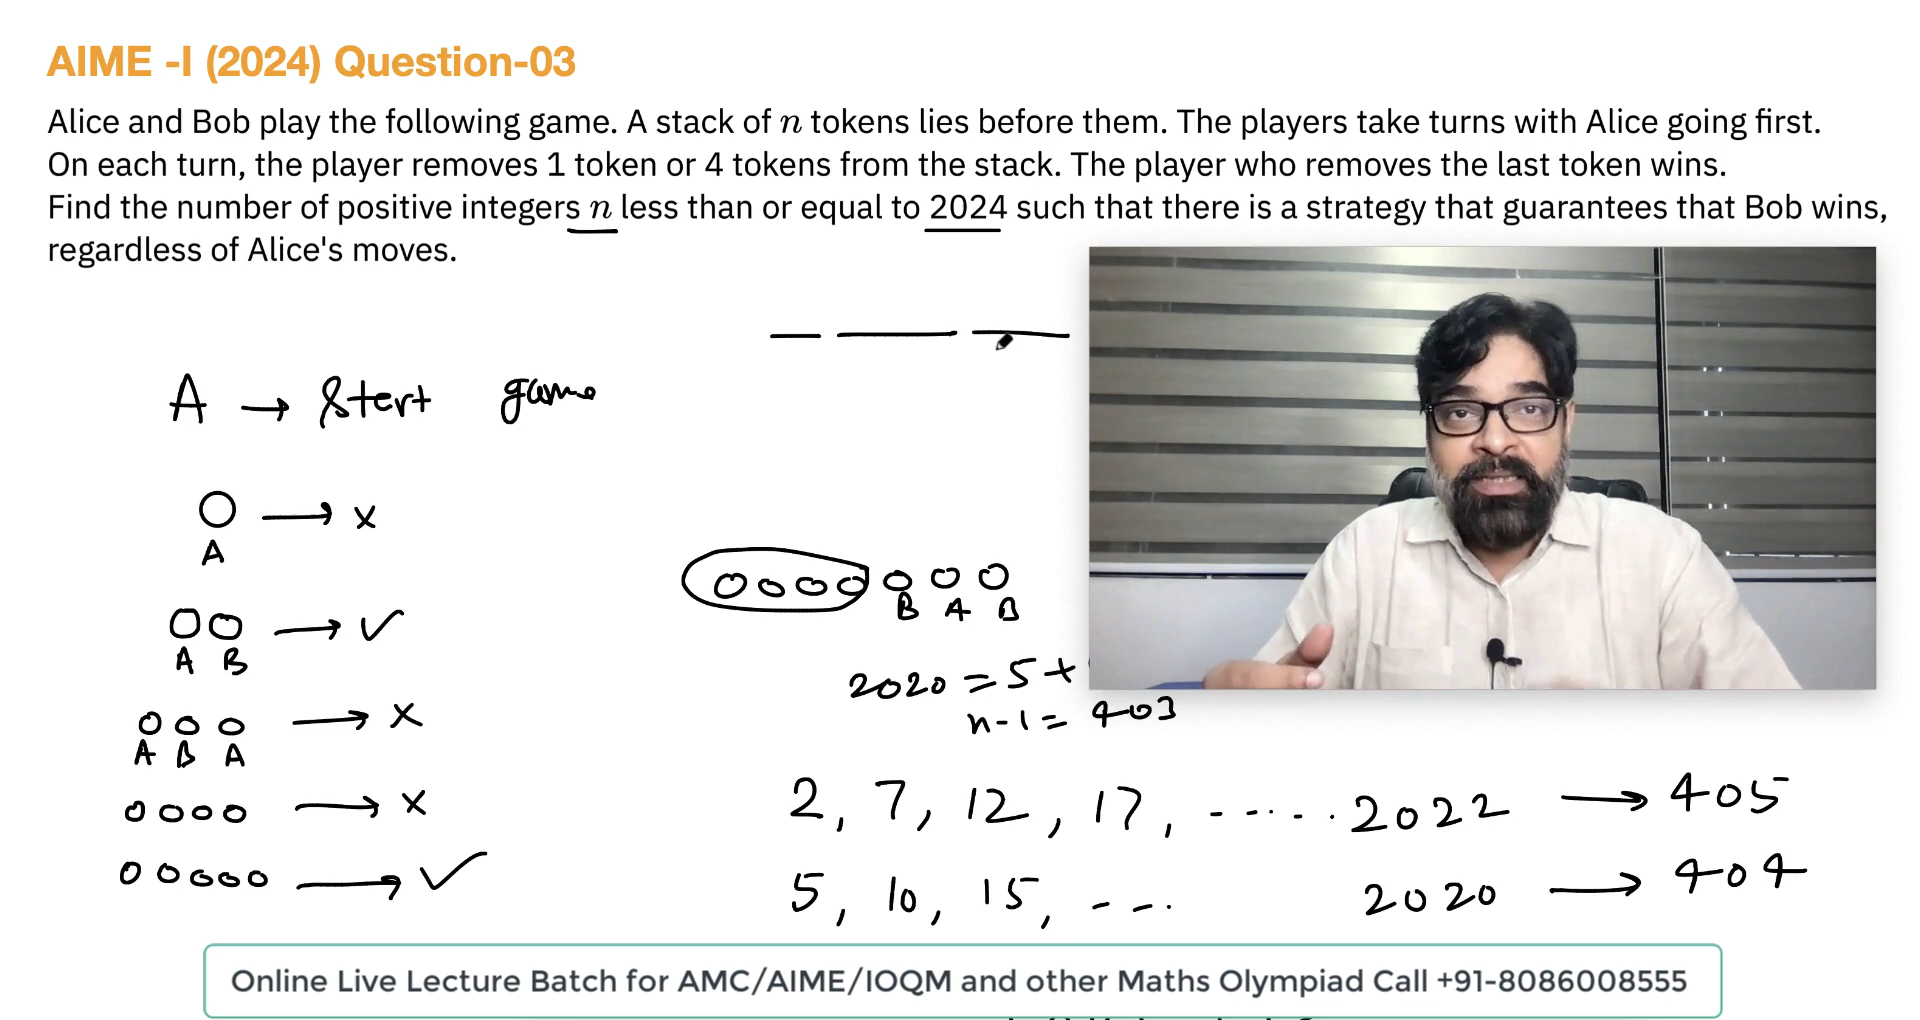 AIME -I (2024) Question-03
Alice and Bob play the following game. A stack of n tokens lies before them. The players take turns with Alice going first.
On each turn, the player removes 1 token or 4 tokens from the stack. The player who removes the last token wins.
Find the number of positive integers n less than or equal to 2024 such that there is a strategy that guarantees that Bob wins,
regardless of Alice's moves.
A → Start game
→ x
A
→ ✓
A B
→ x
A B A
→ x
→ ✓
B A B
2020 = 5 +
n-1 = 403
2, 7, 12, 17, ..... 2022 → 405
5, 10, 15, --. 2020 → 404
Online Live Lecture Batch for AMC/AIME/IOQM and other Maths Olympiad Call +91-8086008555